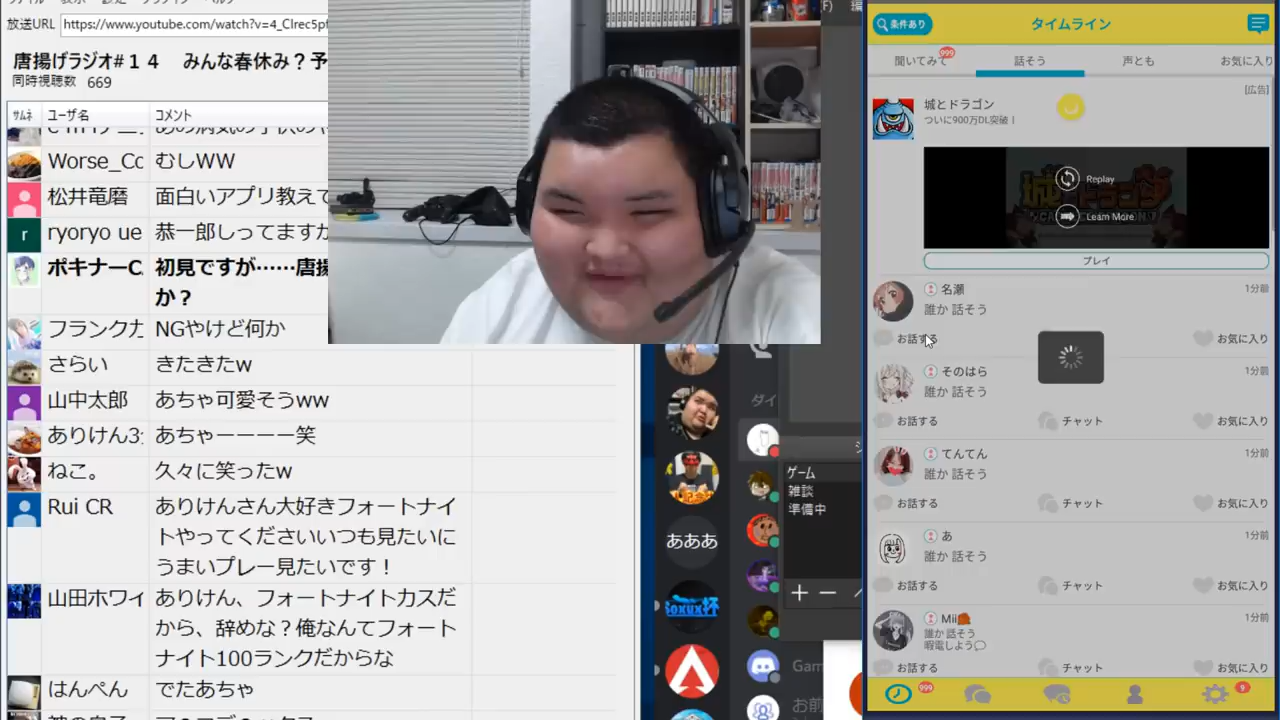 放送URL https://www.youtube.com/watch?v=4_CIrec5pf
唐揚げラジオ#14 みんな春休み?予
同時視聴数 669
サムネ ユーザ名 コメント
Worse_Cc むしWW
松井竜磨 面白いアプリ教えて
r ryoryo ue 恭一郎しってますか
ポキナーC. 初見ですが……唐揚
か?
フランクナ NGやけど何か
さらい きたきたw
山中太郎 あちゃ可愛そうww
ありけん3: あちゃーーーー笑
ねこ。 久々に笑ったw
Rui CR ありけんさん大好きフォートナイ
トやってくださいいつも見たいに
うまいプレー見たいです!
山田ホワイ ありけん、フォートナイトカスだ
から、辞めな?俺なんてフォート
ナイト100ランクだからな
はんぺん でたあちゃ
あああ
SQKUX杯
ダイ
ゲーム
雑談
準備中
+ −
Gam
お前
F) 編
条件あり タイムライン
聞いてみて 999 話そう 声とも お気に入り
[広告]
城とドラゴン
ついに900万DL突破!
Replay
Learn More
プレイ
名瀬 1分前
誰か 話そう
お話する お気に入り
そのはら 1分前
誰か 話そう
お話する チャット お気に入り
てんてん 1分前
誰か 話そう
お話する チャット お気に入り
あ 1分前
誰か 話そう
お話する チャット お気に入り
Mii 1分前
誰か 話そう
暇電しよう
お話する チャット お気に入り
999 9